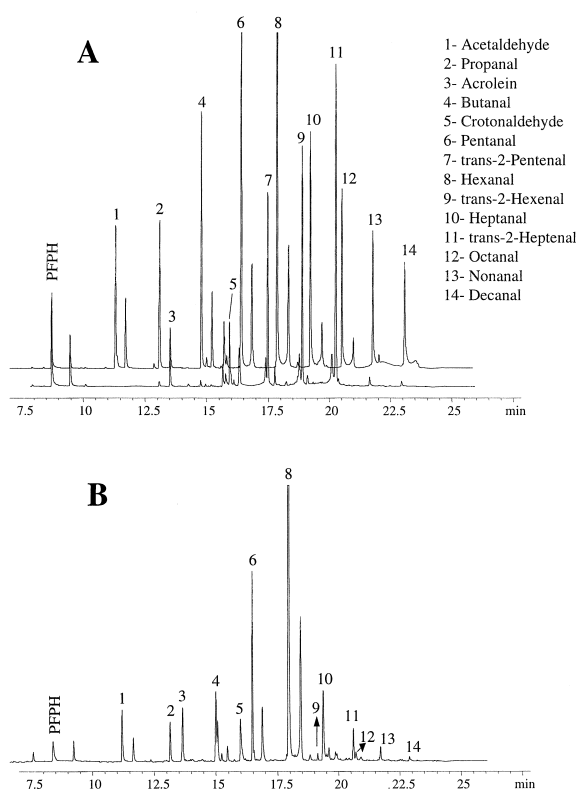 A
1- Acetaldehyde
2- Propanal
3- Acrolein
4- Butanal
5- Crotonaldehyde
6- Pentanal
7- trans-2-Pentenal
8- Hexanal
9- trans-2-Hexenal
10- Heptanal
11- trans-2-Heptenal
12- Octanal
13- Nonanal
14- Decanal
PFPH
1
2
3
4
5
6
7
8
9
10
11
12
13
14
7.5 10 12.5 15 17.5 20 22.5 25 min
B
PFPH
1
2
3
4
5
6
8
9
10
11
12
13
14
7.5 10 12.5 15 17.5 20 .22.5 25 min